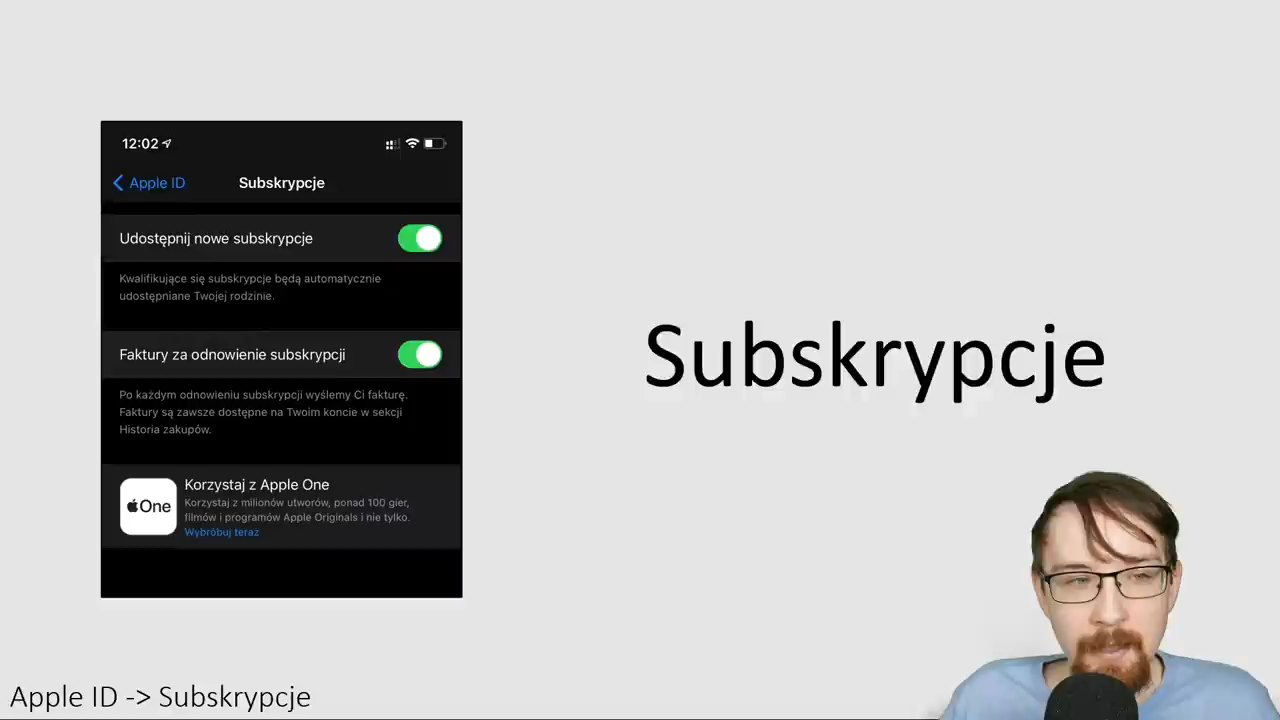 12:02
Apple ID
Subskrypcje
Udostępnij nowe subskrypcje
Kwalifikujące się subskrypcje będą automatycznie
udostępniane Twojej rodzinie.
Faktury za odnowienie subskrypcji
Po każdym odnowieniu subskrypcji wyślemy Ci fakturę.
Faktury są zawsze dostępne na Twoim koncie w sekcji
Historia zakupów.
One
Korzystaj z Apple One
Korzystaj z milionów utworów, ponad 100 gier,
filmów i programów Apple Originals i nie tylko.
Wybróbuj teraz
Subskrypcje
Apple ID -> Subskrypcje